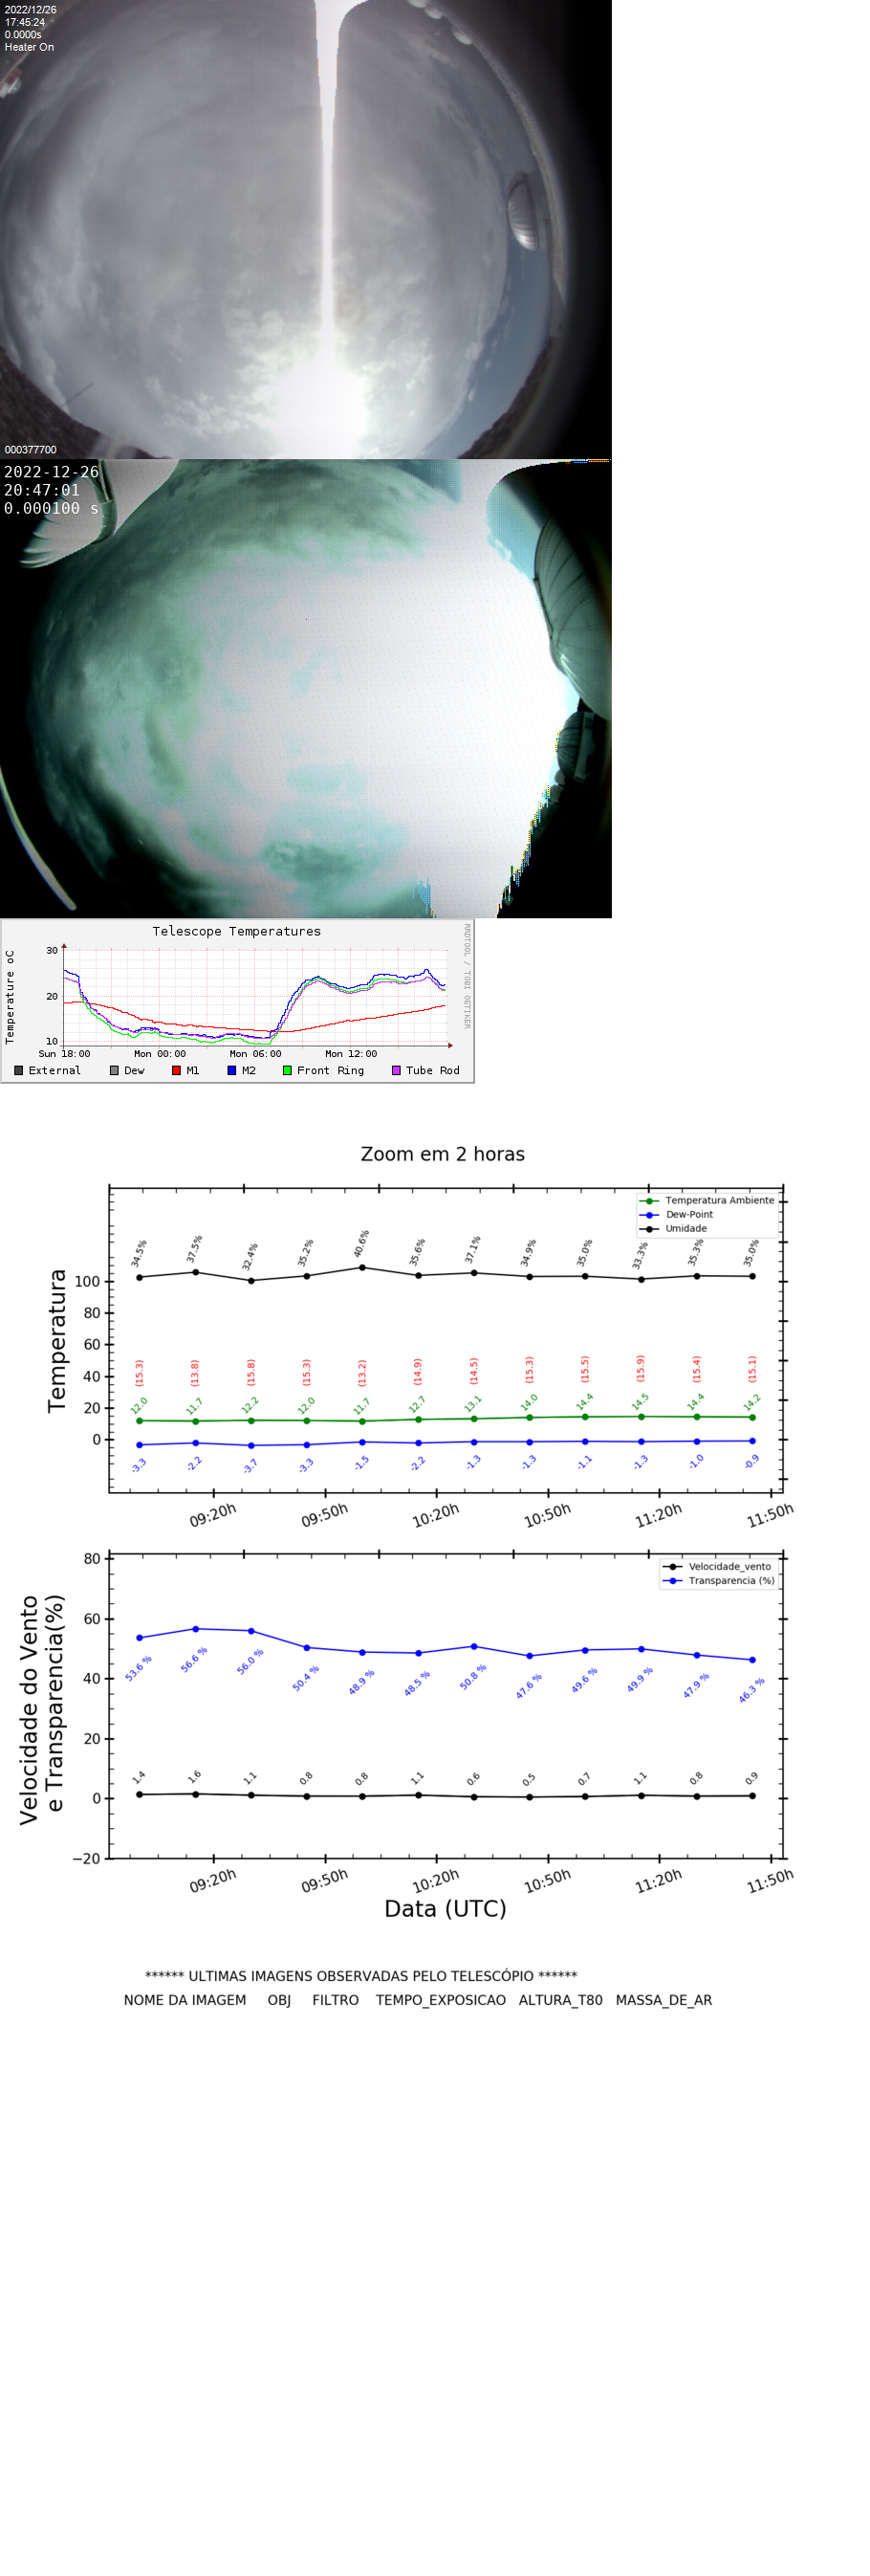 2022/12/26
17:45:24
0.0000s
Heater On
000377700
2022-12-26
20:47:01
0.000100 s
Telescope Temperatures
RRDTOOL / TOBI OETIKER
Temperature oC
30
20
10
Sun 18:00 Mon 00:00 Mon 06:00 Mon 12:00
External Dew M1 M2 Front Ring Tube Rod
Zoom em 2 horas
Temperatura Ambiente
Dew-Point
Umidade
34.5% 37.5% 32.4% 35.2% 40.6% 35.6% 37.1% 34.9% 35.0% 33.3% 35.3% 35.0%
Temperatura
100
80
60
40
20
0
(15.3) (13.8) (15.8) (15.3) (13.2) (14.9) (14.5) (15.3) (15.5) (15.9) (15.4) (15.1)
12.0 11.7 12.2 12.0 11.7 12.7 13.1 14.0 14.4 14.5 14.4 14.2
-3.3 -2.2 -3.7 -3.3 -1.5 -2.2 -1.3 -1.3 -1.1 -1.3 -1.0 -0.9
09:20h 09:50h 10:20h 10:50h 11:20h 11:50h
Velocidade do Vento
e Transparencia(%)
80
60
40
20
0
−20
Velocidade_vento
Transparencia (%)
53.6 % 56.6 % 56.0 % 50.4 % 48.9 % 48.5 % 50.8 % 47.6 % 49.6 % 49.9 % 47.9 % 46.3 %
1.4 1.6 1.1 0.8 0.8 1.1 0.6 0.5 0.7 1.1 0.8 0.9
09:20h 09:50h 10:20h 10:50h 11:20h 11:50h
Data (UTC)
****** ULTIMAS IMAGENS OBSERVADAS PELO TELESCÓPIO ******
NOME DA IMAGEM OBJ FILTRO TEMPO_EXPOSICAO ALTURA_T80 MASSA_DE_AR